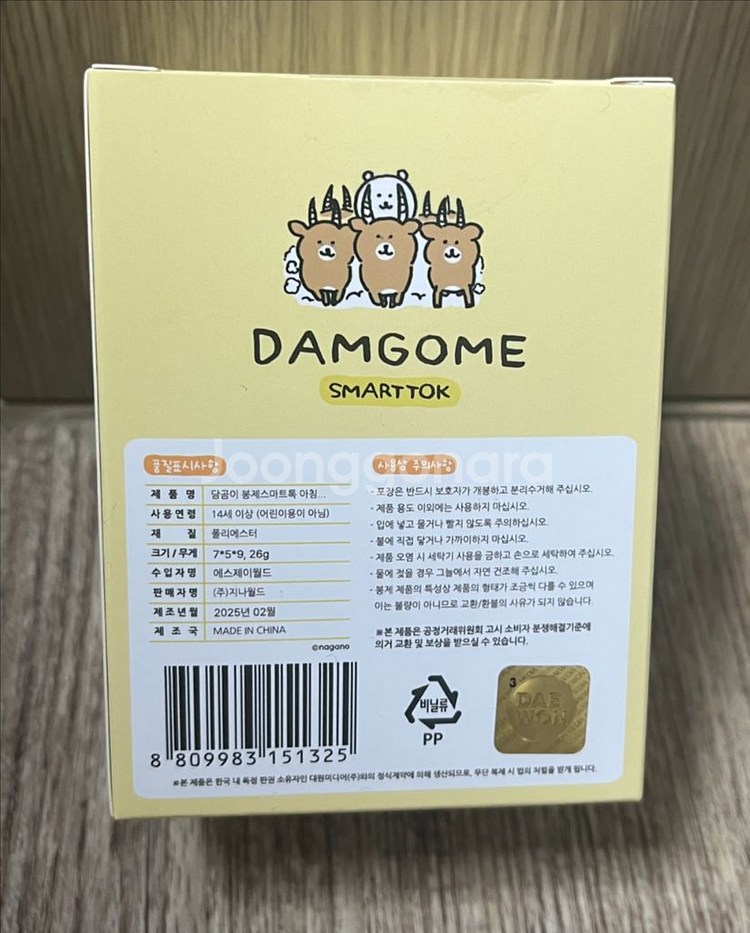 DAMGOME
SMART TOK
Joonggonara
품질표시사항
제 품 명 담곰이 봉제스마트톡 아침...
사용연령 14세 이상 (어린이용이 아님)
재 질 폴리에스터
크기/무게 7*5*9, 26g
수입자명 에스제이월드
판매자명 (주)지나월드
제조년월 2025년 02월
제 조 국 MADE IN CHINA
©nagano
8 809983 151325
사용상 주의사항
- 포장은 반드시 보호자가 개봉하고 분리수거해 주십시오.
- 제품 용도 이외에는 사용하지 마십시오.
- 입에 넣고 물거나 빨지 않도록 주의하십시오.
- 불에 직접 닿거나 가까이하지 마십시오.
- 제품 오염 시 세탁기 사용을 금하고 손으로 세탁하여 주십시오.
- 물에 젖을 경우 그늘에서 자연 건조해 주십시오.
- 봉제 제품의 특성상 제품의 형태가 조금씩 다를 수 있으며
이는 불량이 아니므로 교환/환불의 사유가 되지 않습니다.
※본 제품은 공정거래위원회 고시 소비자 분쟁해결기준에
의거 교환 및 보상을 받으실 수 있습니다.
비닐류
PP
3
DAE
WON
※본 제품은 한국 내 독점 판권 소유자인 대원미디어(주)와의 정식계약에 의해 생산되므로, 무단 복제 시 법의 처벌을 받게 됩니다.